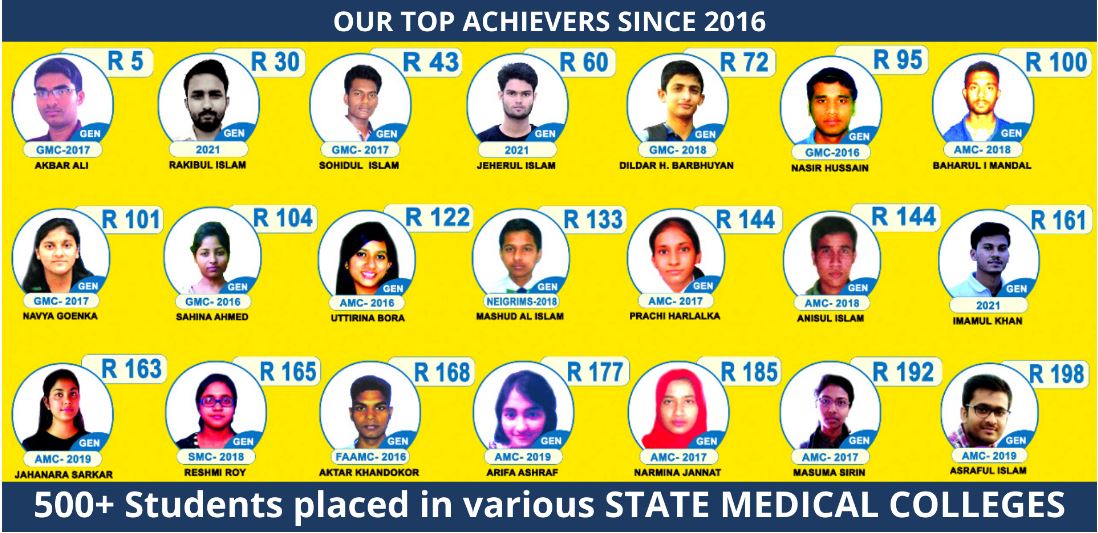 OUR TOP ACHIEVERS SINCE 2016
R 5
GEN
GMC-2017
AKBAR ALI
R 30
GEN
2021
RAKIBUL ISLAM
R 43
GEN
GMC- 2017
SOHIDUL ISLAM
R 60
GEN
2021
JEHERUL ISLAM
R 72
GEN
GMC- 2018
DILDAR H. BARBHUYAN
R 95
GEN
GMC-2016
NASIR HUSSAIN
R 100
GEN
AMC- 2018
BAHARUL I MANDAL
R 101
GEN
GMC- 2017
NAVYA GOENKA
R 104
GEN
GMC- 2016
SAHINA AHMED
R 122
GEN
AMC- 2016
UTTIRINA BORA
R 133
GEN
NEIGRIMS-2018
MASHUD AL ISLAM
R 144
GEN
AMC- 2017
PRACHI HARLALKA
R 144
GEN
AMC- 2018
ANISUL ISLAM
R 161
GEN
2021
IMAMUL KHAN
R 163
GEN
AMC- 2019
JAHANARA SARKAR
R 165
GEN
SMC- 2018
RESHMI ROY
R 168
GEN
FAAMC- 2016
AKTAR KHANDOKOR
R 177
GEN
AMC- 2019
ARIFA ASHRAF
R 185
GEN
AMC- 2017
NARMINA JANNAT
R 192
GEN
AMC- 2017
MASUMA SIRIN
R 198
GEN
AMC- 2019
ASRAFUL ISLAM
500+ Students placed in various STATE MEDICAL COLLEGES